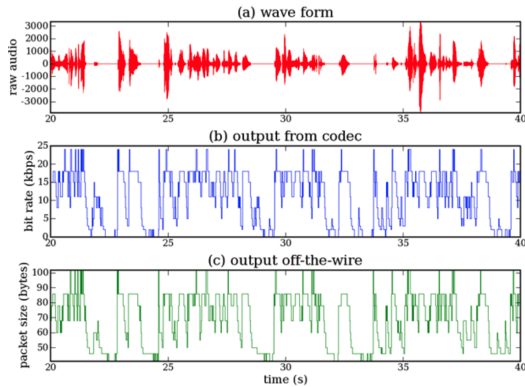 (a) wave form
raw audio
3000
2000
1000
0
-1000
-2000
-3000
20 25 30 35 40
(b) output from codec
bit rate (kbps)
25
20
15
10
5
0
20 25 30 35 40
(c) output off-the-wire
packet size (bytes)
100
90
80
70
60
50
20 25 30 35 40
time (s)